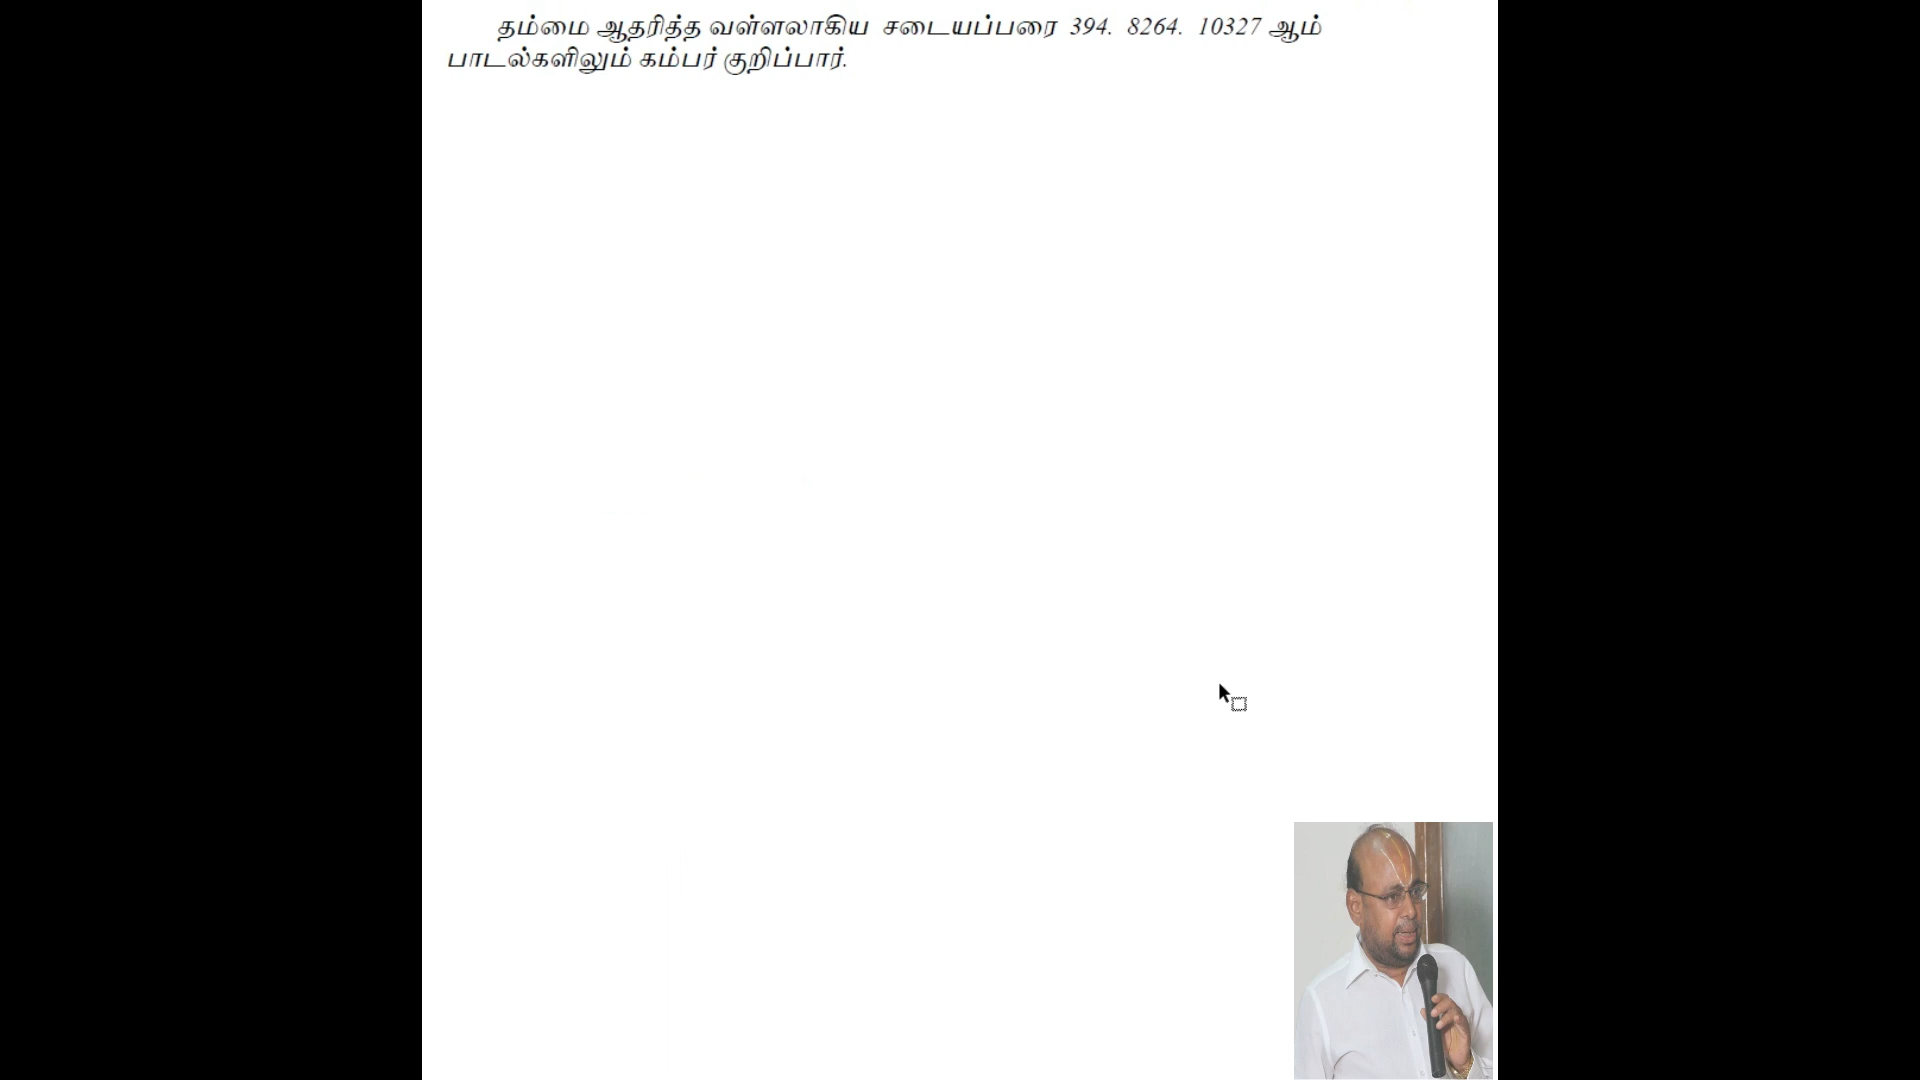 தம்மை ஆதரித்த வள்ளலாகிய சடையப்பரை 394. 8264. 10327 ஆம்
பாடல்களிலும் கம்பர் குறிப்பார்.